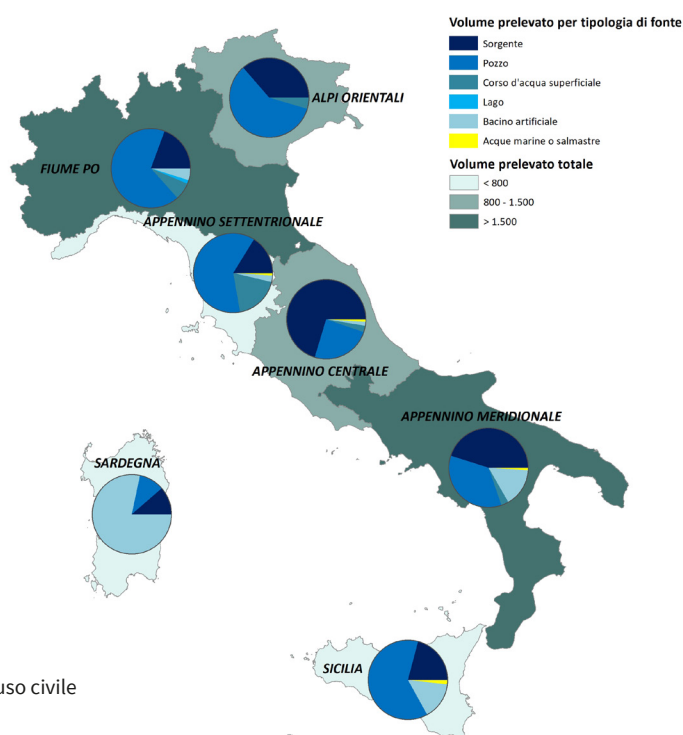 Volume prelevato per tipologia di fonte
Sorgente
Pozzo
Corso d'acqua superficiale
Lago
Bacino artificiale
Acque marine o salmastre
Volume prelevato totale
< 800
800 - 1.500
> 1.500
ALPI ORIENTALI
FIUME PO
APPENNINO SETTENTRIONALE
APPENNINO CENTRALE
APPENNINO MERIDIONALE
SARDEGNA
SICILIA
uso civile